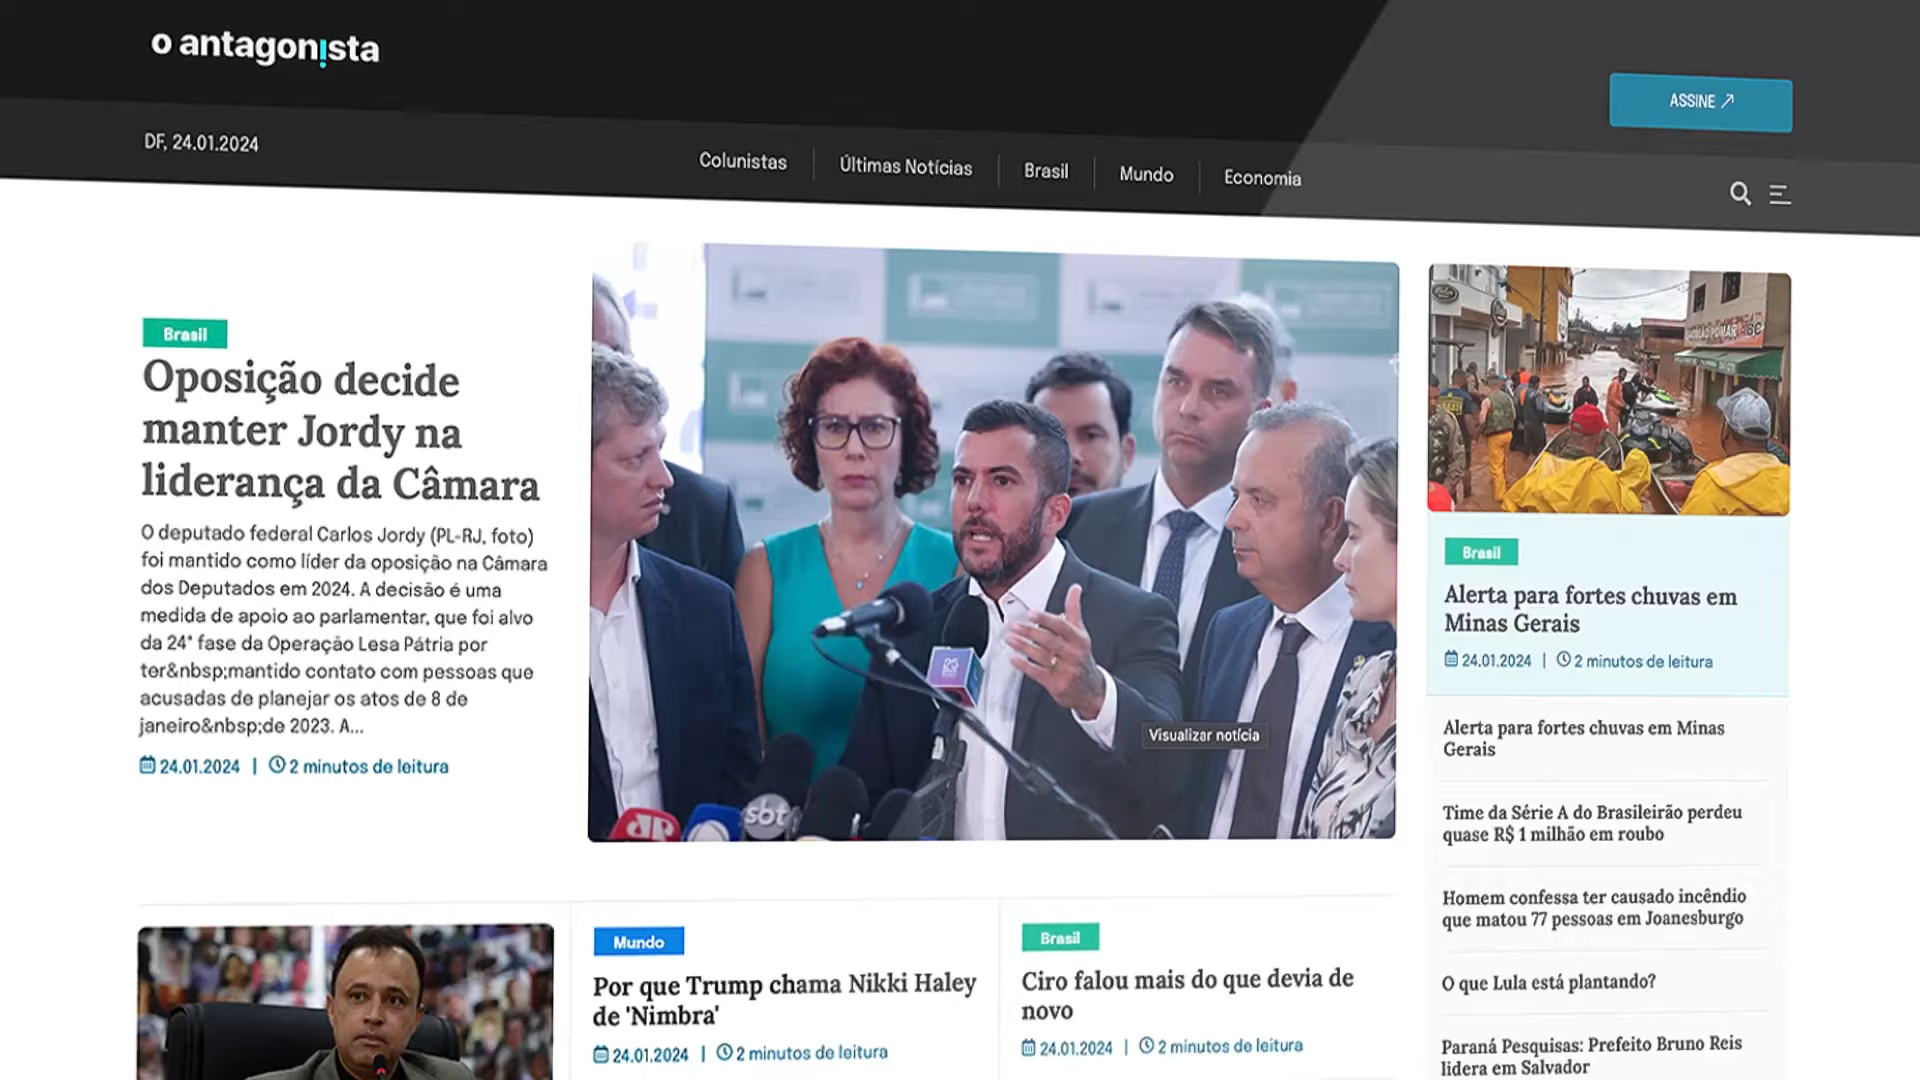 o antagonista
ASSINE
DF, 24.01.2024
Colunistas
Últimas Notícias
Brasil
Mundo
Economia
Brasil
Oposição decide
manter Jordy na
liderança da Câmara
O deputado federal Carlos Jordy (PL-RJ, foto)
foi mantido como líder da oposição na Câmara
dos Deputados em 2024. A decisão é uma
medida de apoio ao parlamentar, que foi alvo
da 24ª fase da Operação Lesa Pátria por
ter&nbsp;mantido contato com pessoas que
acusadas de planejar os atos de 8 de
janeiro&nbsp;de 2023. A...
24.01.2024 | 2 minutos de leitura
25
JP
sbt
Visualizar notícia
Brasil
Alerta para fortes chuvas em
Minas Gerais
24.01.2024 | 2 minutos de leitura
Alerta para fortes chuvas em Minas
Gerais
Time da Série A do Brasileirão perdeu
quase R$ 1 milhão em roubo
Homem confessa ter causado incêndio
que matou 77 pessoas em Joanesburgo
O que Lula está plantando?
Paraná Pesquisas: Prefeito Bruno Reis
lidera em Salvador
Mundo
Por que Trump chama Nikki Haley
de 'Nimbra'
24.01.2024 | 2 minutos de leitura
Brasil
Ciro falou mais do que devia de
novo
24.01.2024 | 2 minutos de leitura